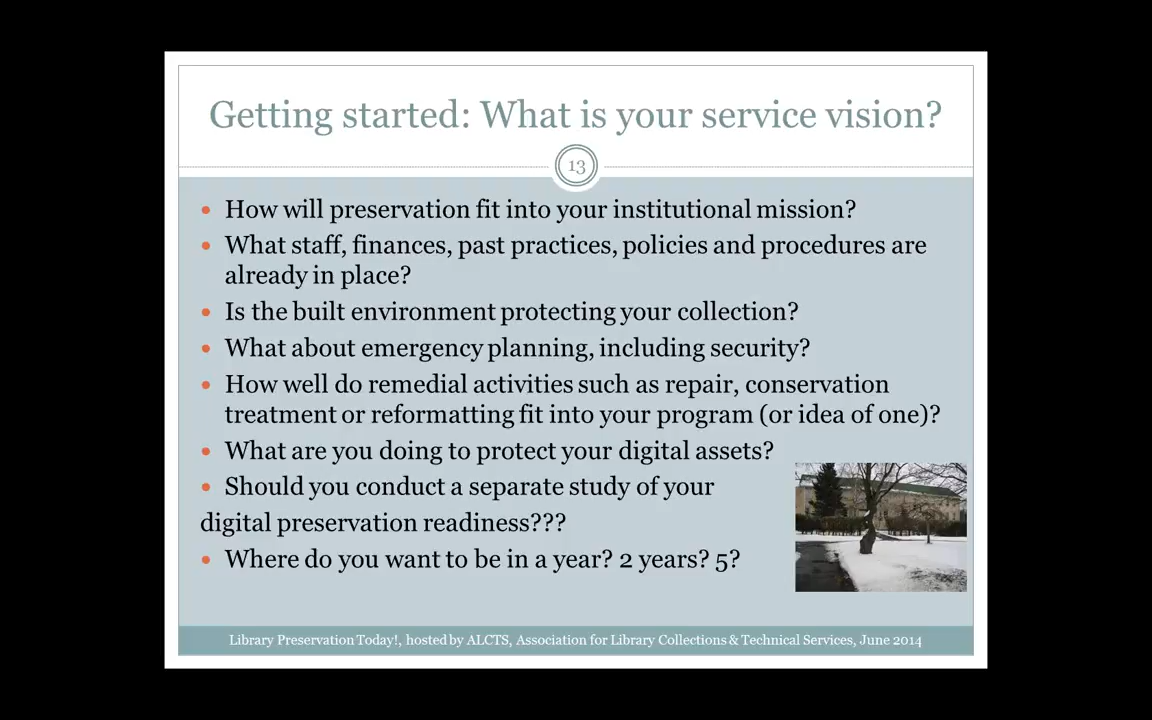 Getting started: What is your service vision?
13
• How will preservation fit into your institutional mission?
• What staff, finances, past practices, policies and procedures are
already in place?
• Is the built environment protecting your collection?
• What about emergency planning, including security?
• How well do remedial activities such as repair, conservation
treatment or reformatting fit into your program (or idea of one)?
• What are you doing to protect your digital assets?
• Should you conduct a separate study of your
digital preservation readiness???
• Where do you want to be in a year? 2 years? 5?
Library Preservation Today!, hosted by ALCTS, Association for Library Collections & Technical Services, June 2014